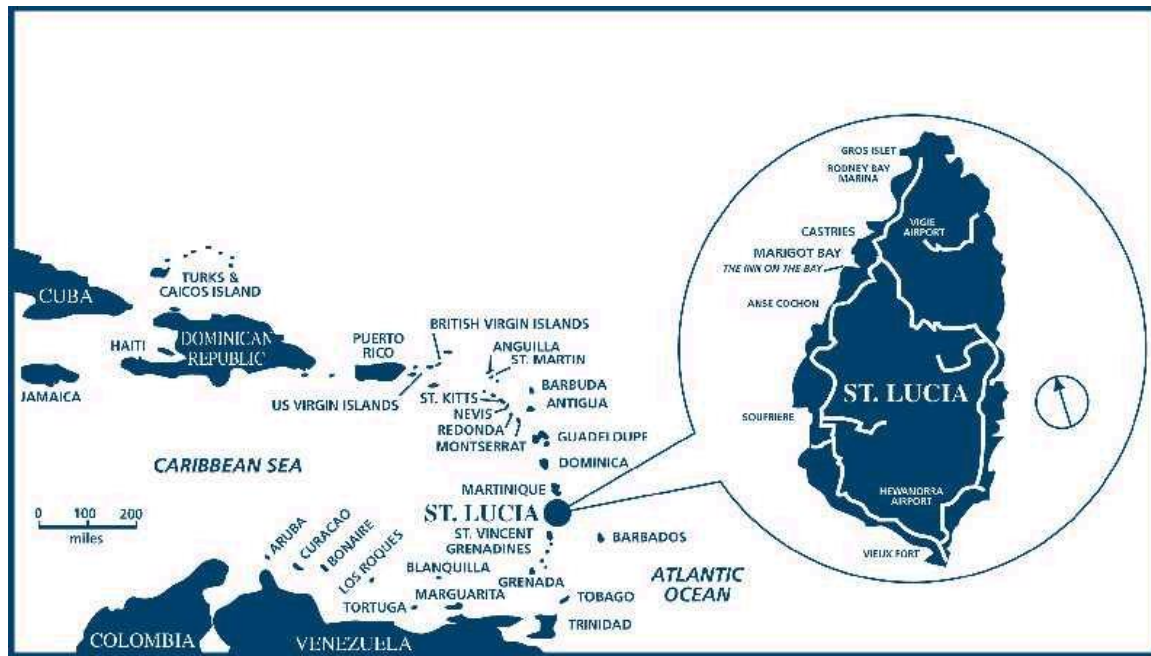 CUBA
TURKS &
CAICOS ISLAND
HAITI
DOMINICAN
REPUBLIC
JAMAICA
PUERTO
RICO
BRITISH VIRGIN ISLANDS
US VIRGIN ISLANDS
ANGUILLA
ST. MARTIN
BARBUDA
ANTIGLIA
ST. KITTS
NEVIS
REDONDA
MONTSERRAT
GUADELOUPE
DOMINICA
CARIBBEAN SEA
MARTINIQUE
ST. LUCIA
ST. VINCENT
GRENADINES
BARBADOS
0 100 200
miles
ARUBA
CURACAO
BONAIRE
LOS ROQUES
BLANQUILLA
GRENADA
TORTUGA
MARGUARITA
TOBAGO
TRINIDAD
ATLANTIC
OCEAN
COLOMBIA
VENEZUELA
GROS ISLET
RODNEY BAY
MARINA
CASTRIES
VIGIE
AIRPORT
MARIGOT BAY
THE INN ON THE BAY
ANSE COCHON
ST. LUCIA
SOUFRIERE
HEWANORRA
AIRPORT
VIEUX FORT